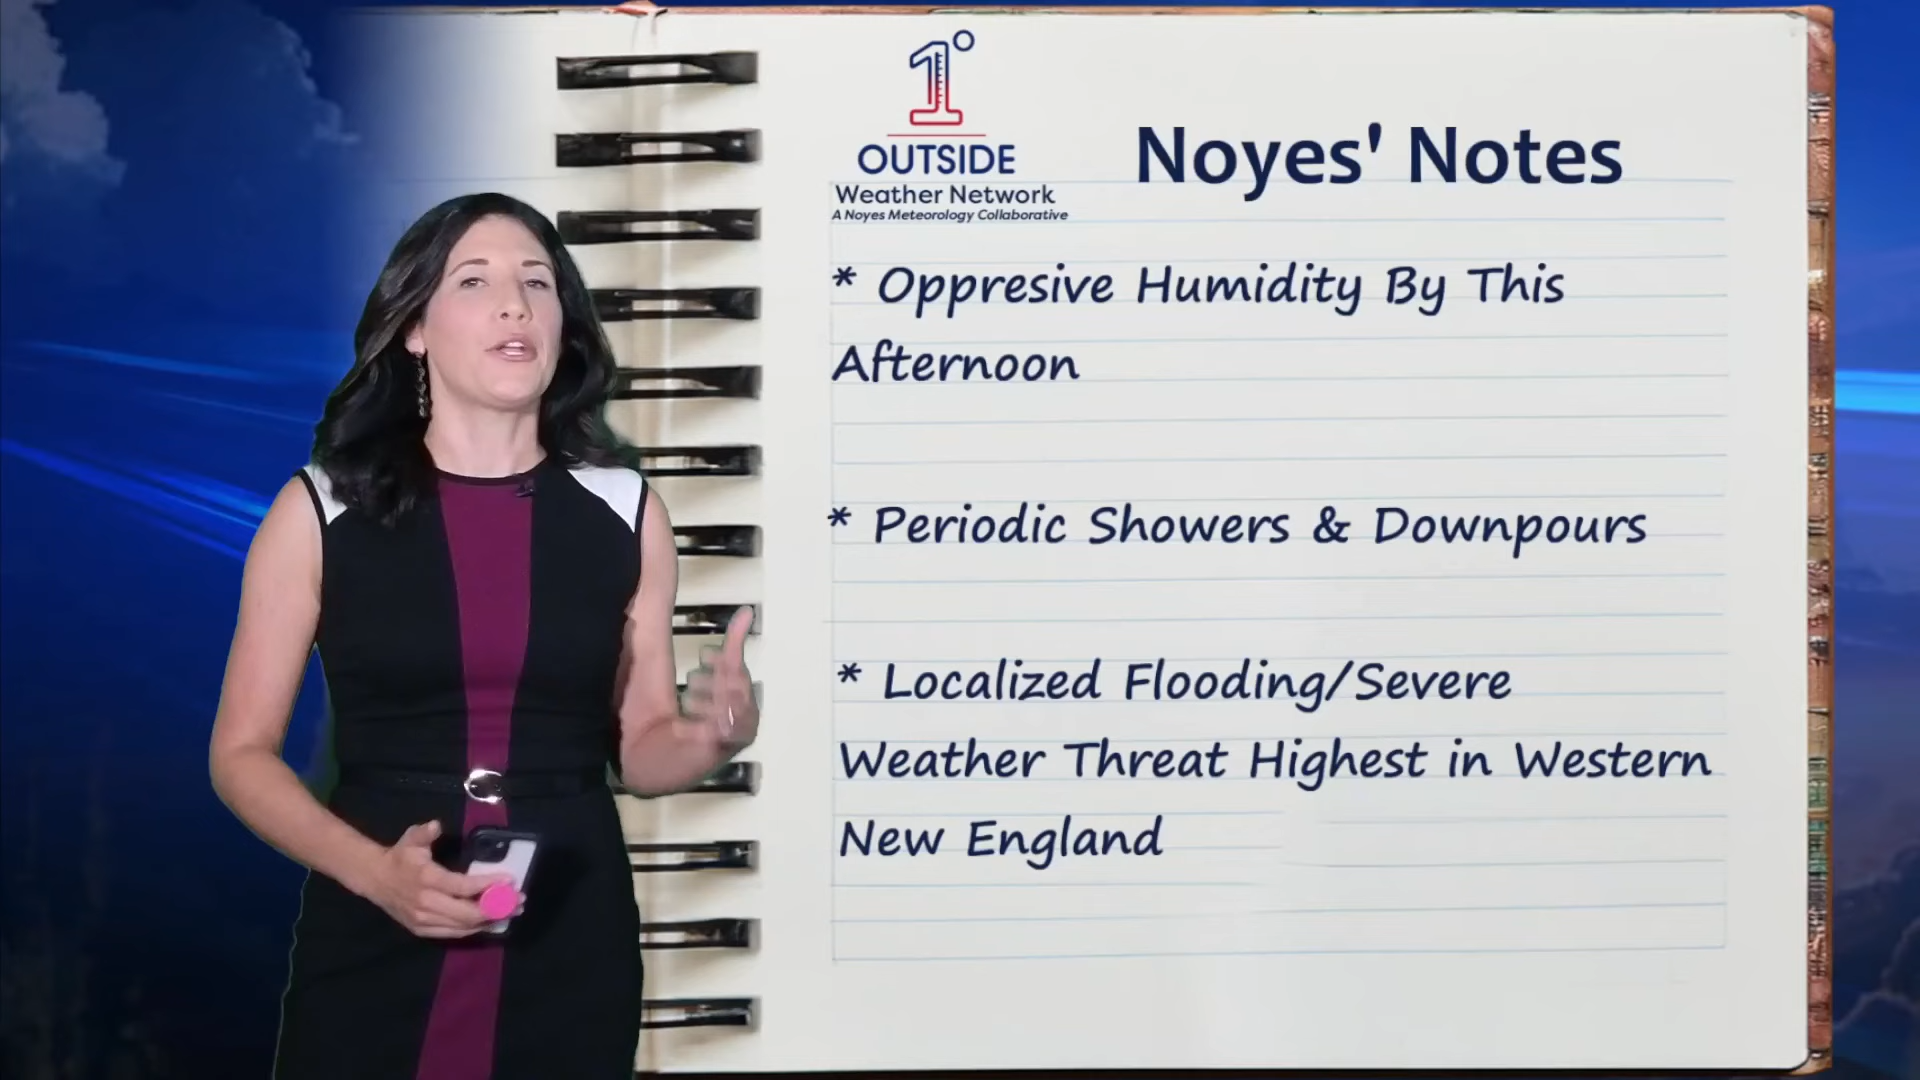 1°
OUTSIDE
Weather Network
A Noyes Meteorology Collaborative
Noyes' Notes
* Oppresive Humidity By This
Afternoon
* Periodic Showers & Downpours
* Localized Flooding/Severe
Weather Threat Highest in Western
New England